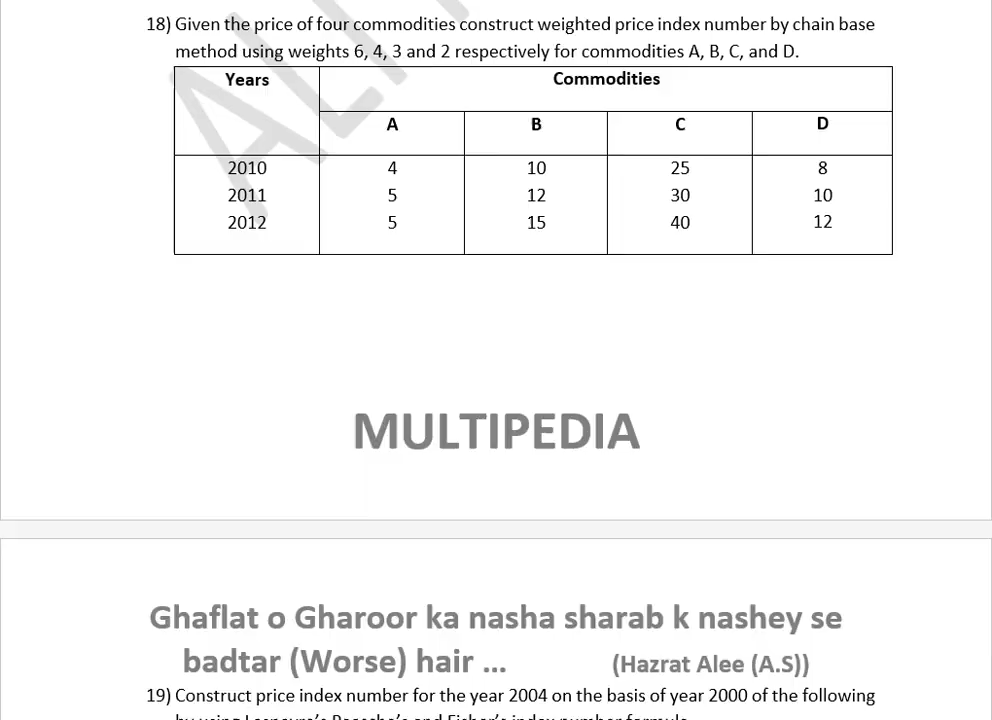 18) Given the price of four commodities construct weighted price index number by chain base
method using weights 6, 4, 3 and 2 respectively for commodities A, B, C, and D.
Years Commodities
A B C D
2010 4 10 25 8
2011 5 12 30 10
2012 5 15 40 12
MULTIPEDIA
Ghaflat o Gharoor ka nasha sharab k nashey se
badtar (Worse) hair ... (Hazrat Alee (A.S))
19) Construct price index number for the year 2004 on the basis of year 2000 of the following
by using